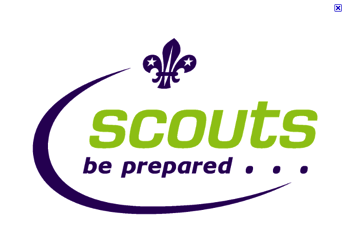 scouts
be prepared . . .